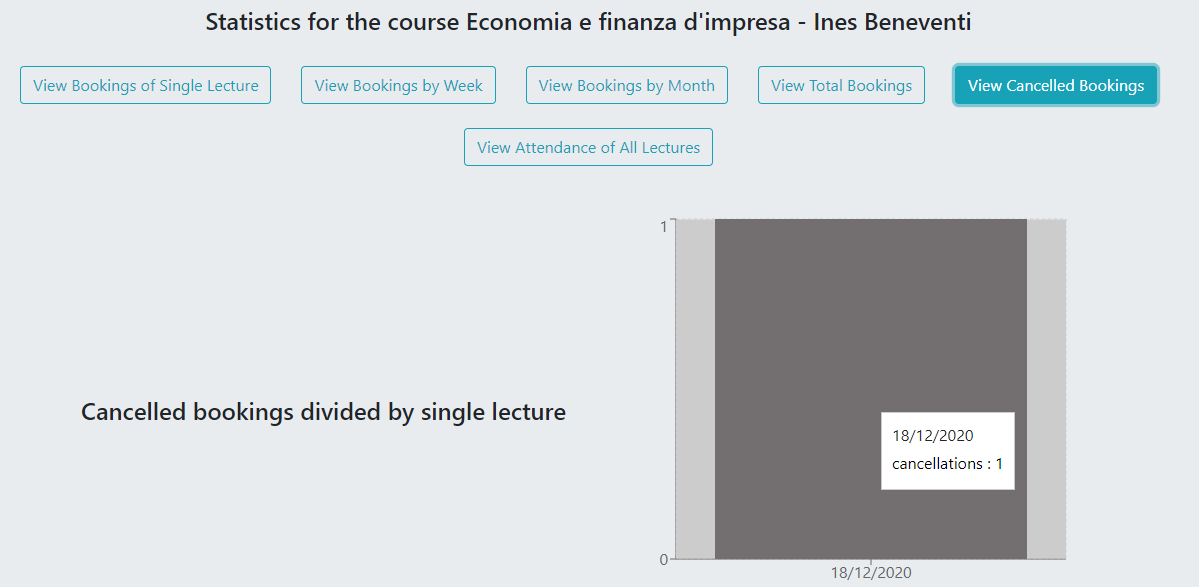 Statistics for the course Economia e finanza d'impresa - Ines Beneventi
View Bookings of Single Lecture
View Bookings by Week
View Bookings by Month
View Total Bookings
View Cancelled Bookings
View Attendance of All Lectures
Cancelled bookings divided by single lecture
1
18/12/2020
cancellations : 1
0
18/12/2020